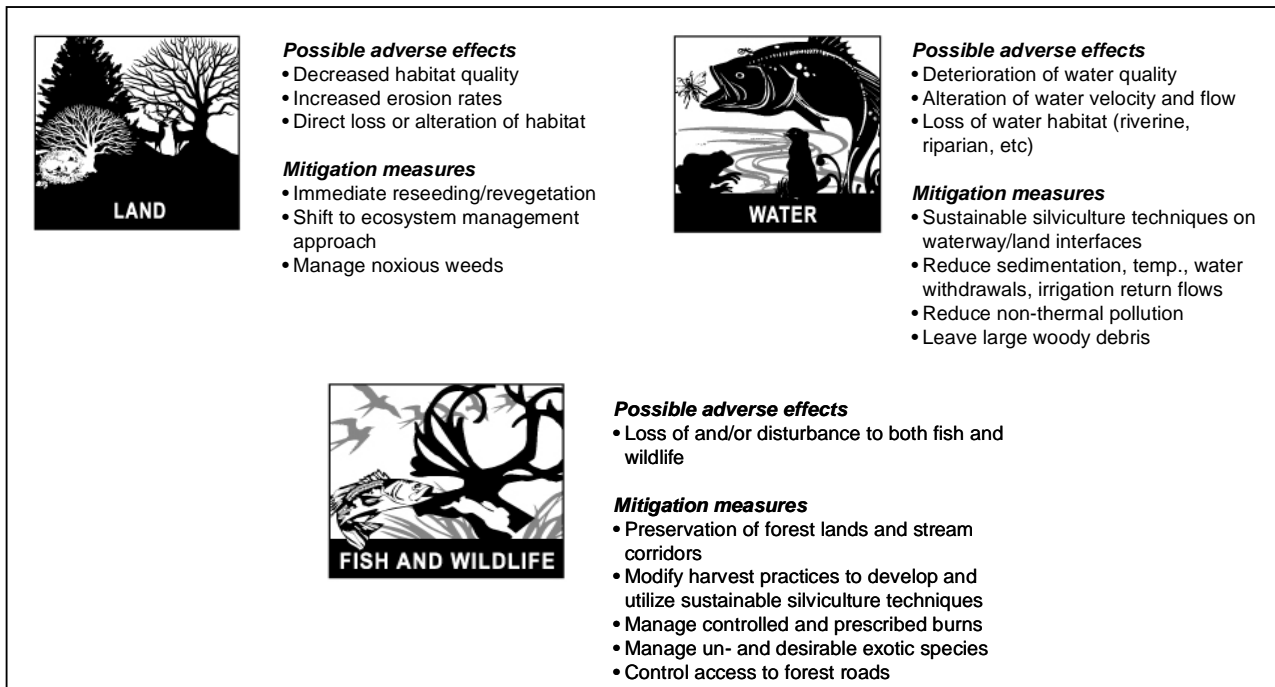 LAND
Possible adverse effects
• Decreased habitat quality
• Increased erosion rates
• Direct loss or alteration of habitat
Mitigation measures
• Immediate reseeding/revegetation
• Shift to ecosystem management
approach
• Manage noxious weeds
WATER
Possible adverse effects
• Deterioration of water quality
• Alteration of water velocity and flow
• Loss of water habitat (riverine,
riparian, etc)
Mitigation measures
• Sustainable silviculture techniques on
waterway/land interfaces
• Reduce sedimentation, temp., water
withdrawals, irrigation return flows
• Reduce non-thermal pollution
• Leave large woody debris
FISH AND WILDLIFE
Possible adverse effects
• Loss of and/or disturbance to both fish and
wildlife
Mitigation measures
• Preservation of forest lands and stream
corridors
• Modify harvest practices to develop and
utilize sustainable silviculture techniques
• Manage controlled and prescribed burns
• Manage un- and desirable exotic species
• Control access to forest roads